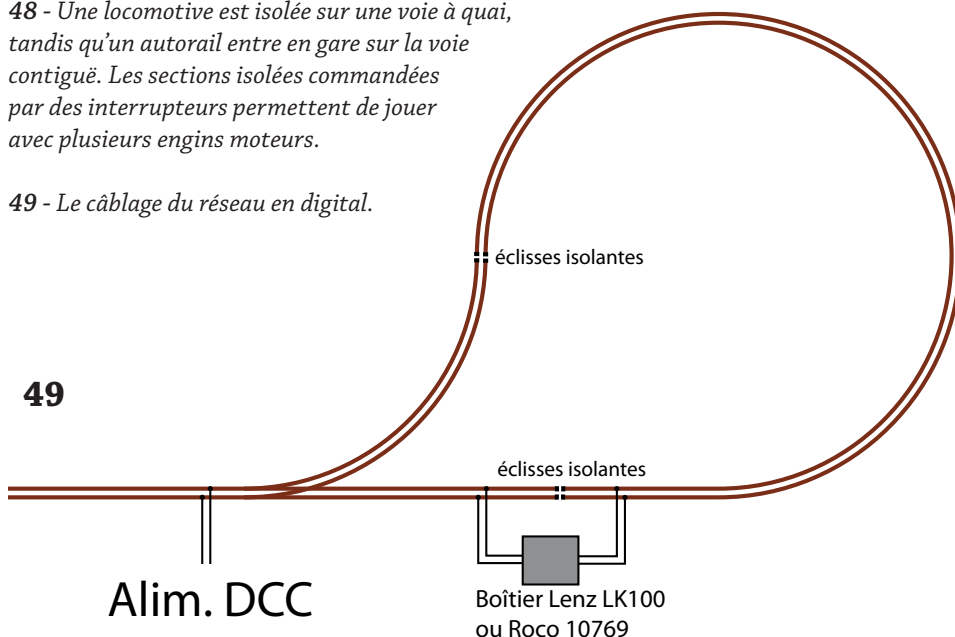 48 - Une locomotive est isolée sur une voie à quai,
tandis qu'un autorail entre en gare sur la voie
contiguë. Les sections isolées commandées
par des interrupteurs permettent de jouer
avec plusieurs engins moteurs.
49 - Le câblage du réseau en digital.
éclisses isolantes
49
éclisses isolantes
Alim. DCC
Boîtier Lenz LK100
ou Roco 10769